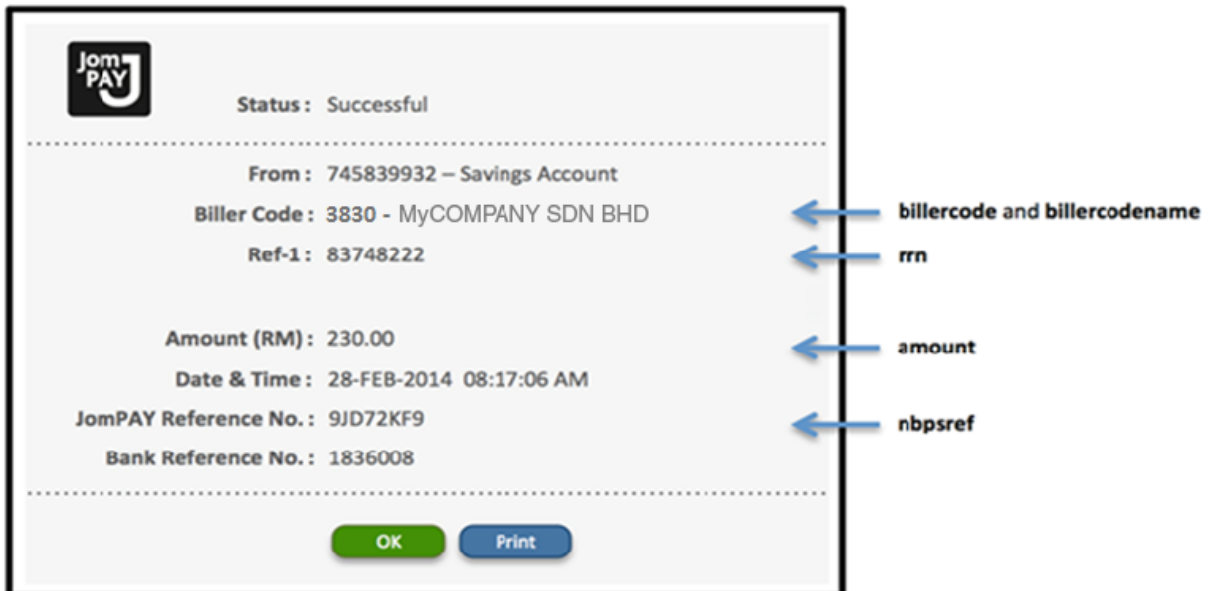 Jom
PAY
Status : Successful
From : 745839932 – Savings Account
Biller Code : 3830 - MyCOMPANY SDN BHD
billercode and billercodename
Ref-1 : 83748222
rrn
Amount (RM) : 230.00
amount
Date & Time : 28-FEB-2014 08:17:06 AM
JomPAY Reference No. : 9JD72KF9
nbpsref
Bank Reference No. : 1836008
OK
Print